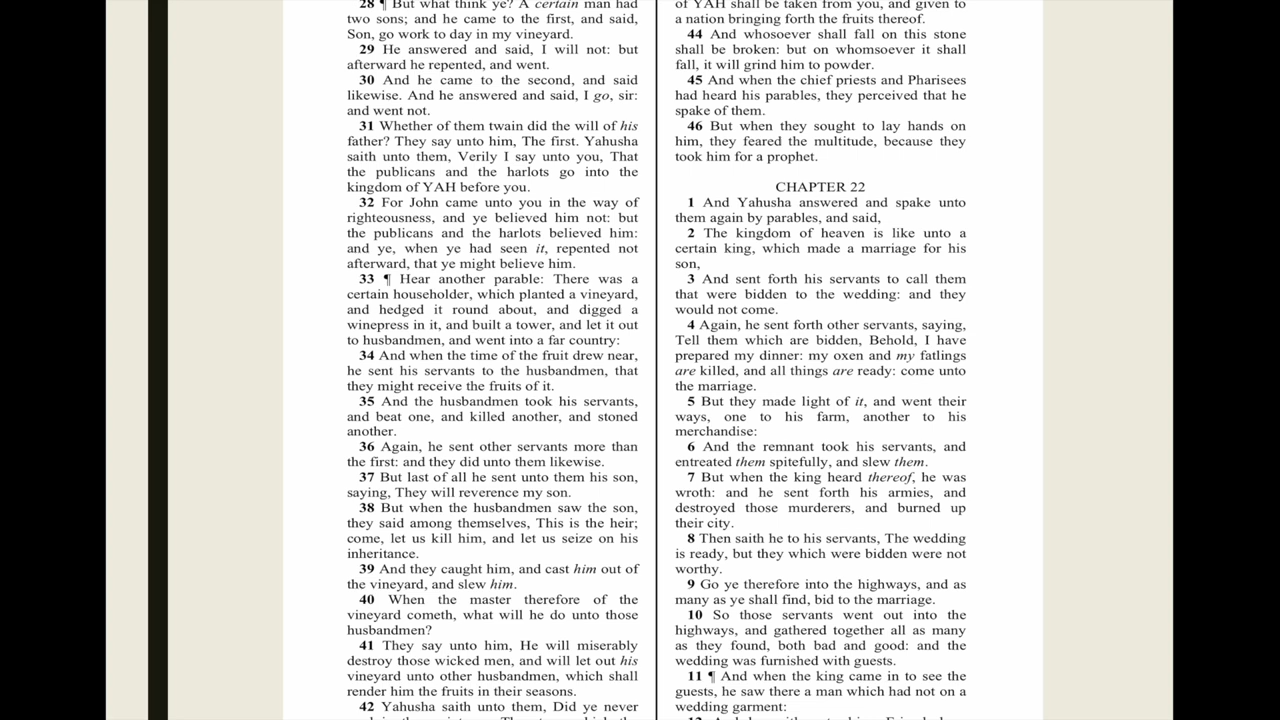 28 ¶ But what think ye? A certain man had
two sons; and he came to the first, and said,
Son, go work to day in my vineyard.
29 He answered and said, I will not: but
afterward he repented, and went.
30 And he came to the second, and said
likewise. And he answered and said, I go, sir:
and went not.
31 Whether of them twain did the will of his
father? They say unto him, The first. Yahusha
saith unto them, Verily I say unto you, That
the publicans and the harlots go into the
kingdom of YAH before you.
32 For John came unto you in the way of
righteousness, and ye believed him not: but
the publicans and the harlots believed him:
and ye, when ye had seen it, repented not
afterward, that ye might believe him.
33 ¶ Hear another parable: There was a
certain householder, which planted a vineyard,
and hedged it round about, and digged a
winepress in it, and built a tower, and let it out
to husbandmen, and went into a far country:
34 And when the time of the fruit drew near,
he sent his servants to the husbandmen, that
they might receive the fruits of it.
35 And the husbandmen took his servants,
and beat one, and killed another, and stoned
another.
36 Again, he sent other servants more than
the first: and they did unto them likewise.
37 But last of all he sent unto them his son,
saying, They will reverence my son.
38 But when the husbandmen saw the son,
they said among themselves, This is the heir;
come, let us kill him, and let us seize on his
inheritance.
39 And they caught him, and cast him out of
the vineyard, and slew him.
40 When the master therefore of the
vineyard cometh, what will he do unto those
husbandmen?
41 They say unto him, He will miserably
destroy those wicked men, and will let out his
vineyard unto other husbandmen, which shall
render him the fruits in their seasons.
42 Yahusha saith unto them, Did ye never
of YAH shall be taken from you, and given to
a nation bringing forth the fruits thereof.
44 And whosoever shall fall on this stone
shall be broken: but on whomsoever it shall
fall, it will grind him to powder.
45 And when the chief priests and Pharisees
had heard his parables, they perceived that he
spake of them.
46 But when they sought to lay hands on
him, they feared the multitude, because they
took him for a prophet.
CHAPTER 22
1 And Yahusha answered and spake unto
them again by parables, and said,
2 The kingdom of heaven is like unto a
certain king, which made a marriage for his
son,
3 And sent forth his servants to call them
that were bidden to the wedding: and they
would not come.
4 Again, he sent forth other servants, saying,
Tell them which are bidden, Behold, I have
prepared my dinner: my oxen and my fatlings
are killed, and all things are ready: come unto
the marriage.
5 But they made light of it, and went their
ways, one to his farm, another to his
merchandise:
6 And the remnant took his servants, and
entreated them spitefully, and slew them.
7 But when the king heard thereof, he was
wroth: and he sent forth his armies, and
destroyed those murderers, and burned up
their city.
8 Then saith he to his servants, The wedding
is ready, but they which were bidden were not
worthy.
9 Go ye therefore into the highways, and as
many as ye shall find, bid to the marriage.
10 So those servants went out into the
highways, and gathered together all as many
as they found, both bad and good: and the
wedding was furnished with guests.
11 ¶ And when the king came in to see the
guests, he saw there a man which had not on a
wedding garment: